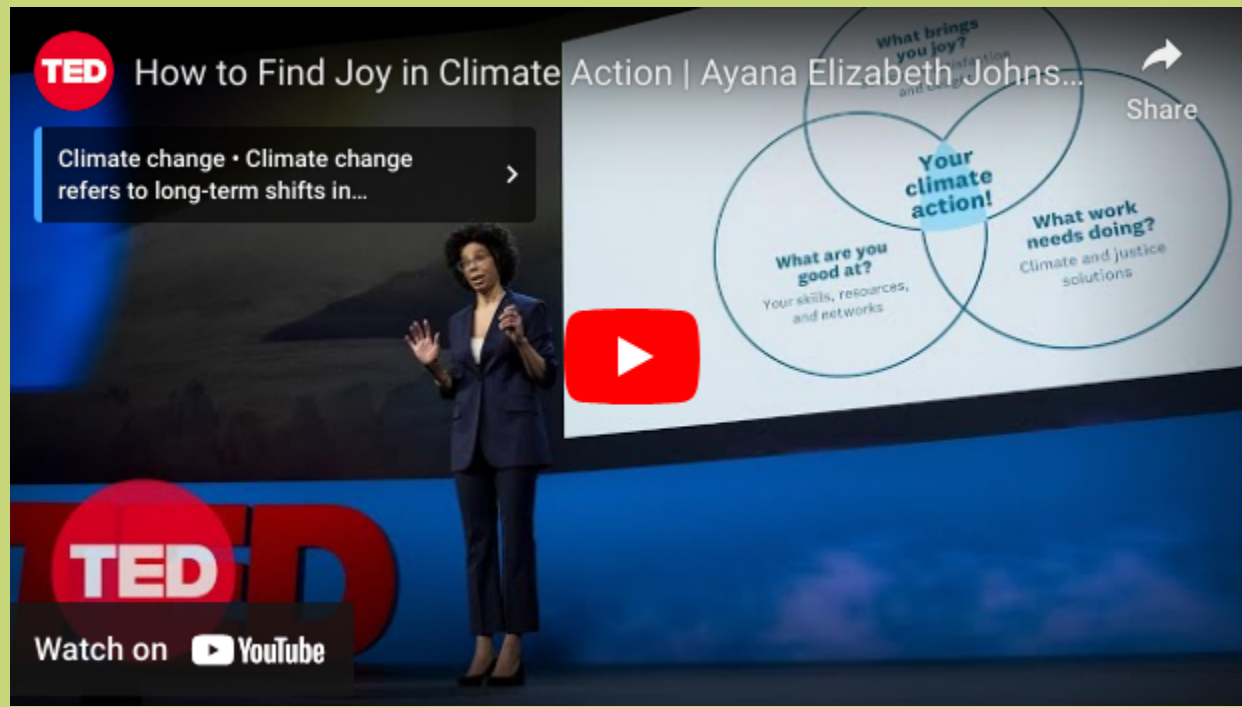 TED
How to Find Joy in Climate Action | Ayana Elizabeth Johns...
Share
Climate change • Climate change
refers to long-term shifts in...
What brings
you joy?
and
Your
climate
action!
What are you
good at?
Your skills, resources,
and networks
What work
needs doing?
Climate and justice
solutions
TED
TED
Watch on YouTube